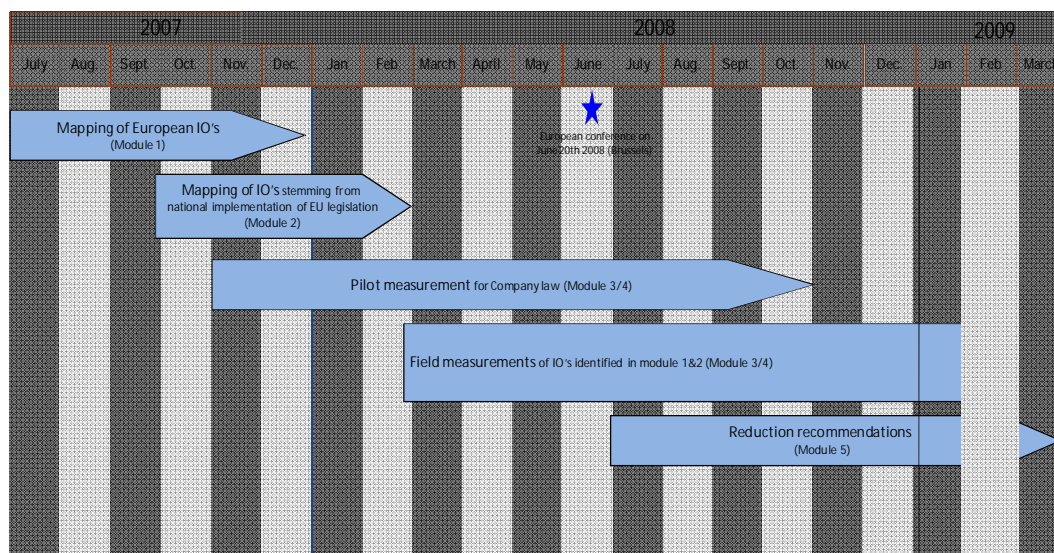 2007 2008 2009
July Aug. Sept. Oct. Nov. Dec. Jan Feb March April May June July Aug. Sept. Oct. Nov. Dec. Jan Feb March
Mapping of European IO's
(Module 1)
European conference on
June 20th 2008 (Brussels)
Mapping of IO's stemming from
national implementation of EU legislation
(Module 2)
Pilot measurement for Company law (Module 3/4)
Field measurements of IO's identified in module 1&2 (Module 3/4)
Reduction recommendations
(Module 5)